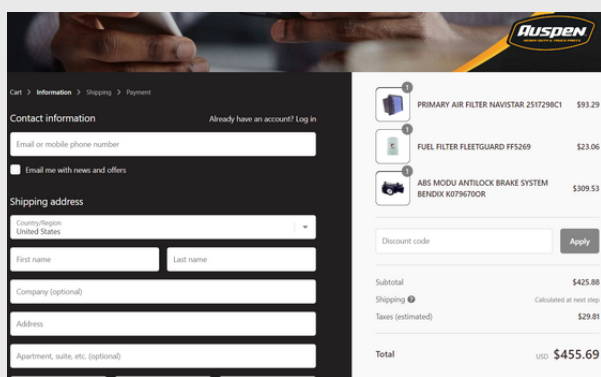 AUSPEN
HEAVY DUTY & TRUCK PARTS
Cart > Information > Shipping > Payment
Contact information
Already have an account? Log in
Email or mobile phone number
Email me with news and offers
Shipping address
Country/Region
United States
First name
Last name
Company (optional)
Address
Apartment, suite, etc. (optional)
1
PRIMARY AIR FILTER NAVISTAR 2517298C1
$93.29
1
FUEL FILTER FLEETGUARD FF5269
$23.06
1
ABS MODU ANTILOCK BRAKE SYSTEM
BENDIX K079670OR
$309.53
Discount code
Apply
Subtotal
$425.88
Shipping ?
Calculated at next step
Taxes (estimated)
$29.81
Total
USD $455.69